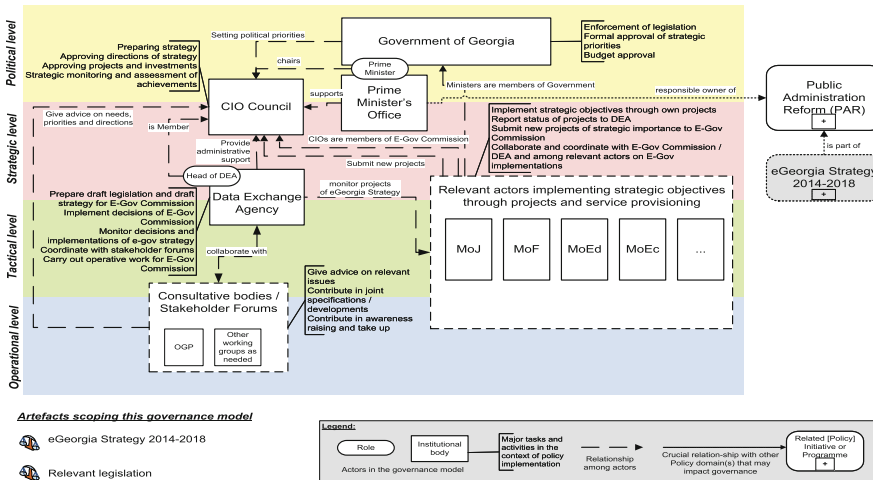 Political level
Strategic level
Tactical level
Operational level
Setting political priorities
Government of Georgia
Enforcement of legislation
Formal approval of strategic
priorities
Budget approval
Preparing strategy
Approving directions of strategy
Approving projects and investments
Strategic monitoring and assessment of
achievements
chairs
Prime
Minister
Ministers are members of Government
CIO Council
supports
Prime
Minister's
Office
responsible owner of
Public
Administration
Reform (PAR)
+
Give advice on needs,
priorities and directions
is Member
Provide
administrative
support
CIOs are members of E-Gov Commission
Submit new projects
Implement strategic objectives through own projects
Report status of projects to DEA
Submit new projects of strategic importance to E-Gov
Commission
Collaborate and coordinate with E-Gov Commission /
DEA and among relevant actors on E-Gov
implementations
is part of
eGeorgia Strategy
2014-2018
+
Head of DEA
Data Exchange
Agency
monitor projects
of eGeorgia Strategy
Relevant actors implementing strategic objectives
through projects and service provisioning
MoJ
MoF
MoEd
MoEc
...
Prepare draft legislation and draft
strategy for E-Gov Commission
Implement decisions of E-Gov
Commission
Monitor decisions and
implementations of e-gov strategy
Coordinate with stakeholder forums
Carry out operative work for E-Gov
Commission
collaborate with
Consultative bodies /
Stakeholder Forums
OGP
Other
working
groups as
needed
Give advice on relevant
issues
Contribute in joint
specifications /
developments
Contribute in awareness
raising and take up
Artefacts scoping this governance model
eGeorgia Strategy 2014-2018
Relevant legislation
Legend:
Role
Institutional
body
Actors in the governance model
Major tasks and
activities in the
context of policy
implementation
Relationship
among actors
Crucial relation-ship with other
Policy domain(s) that may
impact governance
Related [Policy]
Initiative or
Programme
+